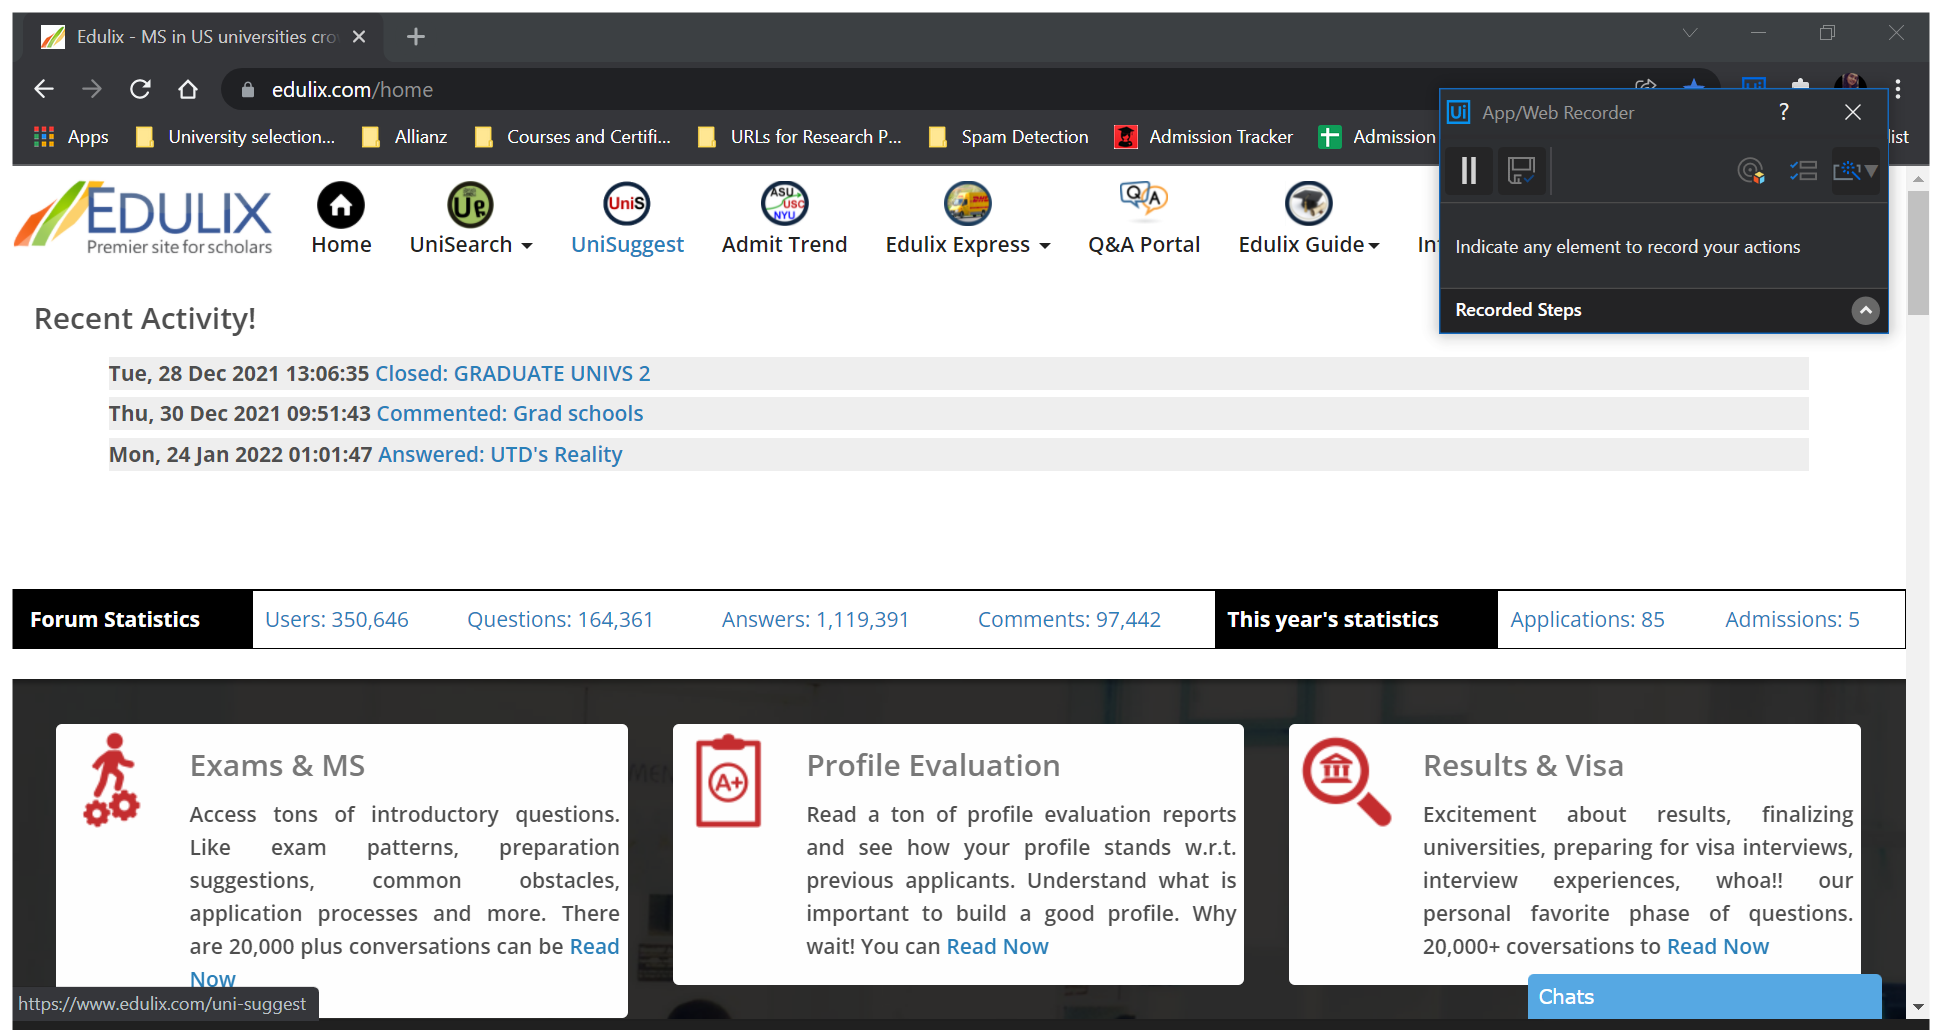 Edulix - MS in US universities cro
edulix.com/home
Apps
University selection...
Allianz
Courses and Certifi...
URLs for Research P...
Spam Detection
Admission Tracker
Admission
list
Ui App/Web Recorder ?
Indicate any element to record your actions
Recorded Steps
EDULIX
Premier site for scholars
UniS
ASU USC NYU
Q A
Home
UniSearch
UniSuggest
Admit Trend
Edulix Express
Q&A Portal
Edulix Guide
Recent Activity!
Tue, 28 Dec 2021 13:06:35 Closed: GRADUATE UNIVS 2
Thu, 30 Dec 2021 09:51:43 Commented: Grad schools
Mon, 24 Jan 2022 01:01:47 Answered: UTD's Reality
Forum Statistics Users: 350,646 Questions: 164,361 Answers: 1,119,391 Comments: 97,442 This year's statistics Applications: 85 Admissions: 5
Exams & MS
Access tons of introductory questions.
Like exam patterns, preparation
suggestions, common obstacles,
application processes and more. There
are 20,000 plus conversations can be Read
Now
A+
Profile Evaluation
Read a ton of profile evaluation reports
and see how your profile stands w.r.t.
previous applicants. Understand what is
important to build a good profile. Why
wait! You can Read Now
Results & Visa
Excitement about results, finalizing
universities, preparing for visa interviews,
interview experiences, whoa!! our
personal favorite phase of questions.
20,000+ coversations to Read Now
https://www.edulix.com/uni-suggest
Chats